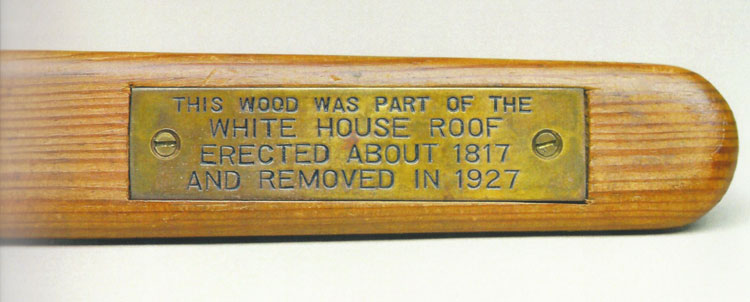 THIS WOOD WAS PART OF THE
WHITE HOUSE ROOF
ERECTED ABOUT 1817
AND REMOVED IN 1927